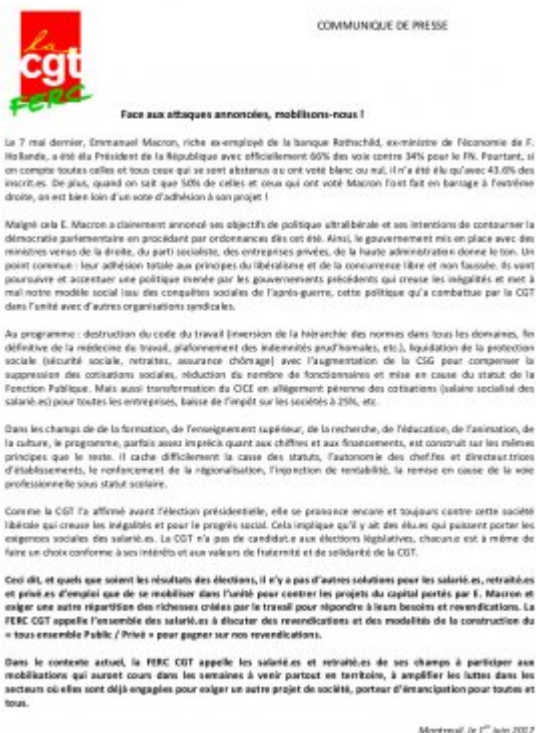 COMMUNIQUE DE PRESSE
la
cgt
FERC
Face aux attaques annoncées, mobilisons-nous !
Le 7 mai dernier, Emmanuel Macron, riche ex-employé de la banque Rothschild, ex-ministre de l'économie de F.
Hollande, a été élu Président de la République avec officiellement 66% des voix contre 34% pour le FN. Pourtant, si
on compte toutes celles et tous ceux qui se sont abstenus ou ont voté blanc ou nul, il n'a été élu qu'avec 43.6% des
inscrit.es. De plus, quand on sait que 50% de celles et ceux qui ont voté Macron l'ont fait en barrage à l'extrême
droite, on est bien loin d'un vote d'adhésion à son projet !
Malgré cela E. Macron a clairement annoncé ses objectifs de politique ultralibérale et ses intentions de contourner la
démocratie parlementaire en procédant par ordonnances dès cet été. Ainsi, le gouvernement mis en place avec des
ministres venus de la droite, du parti socialiste, des entreprises privées, de la haute administration donne le ton. Un
point commun : leur adhésion totale aux principes du libéralisme et de la concurrence libre et non faussée. Ils vont
poursuivre et accentuer une politique menée par les gouvernements précédents qui creuse les inégalités et met à
mal notre modèle social issu des conquêtes sociales de l'après-guerre, cette politique qu'a combattue par la CGT
dans l'unité avec d'autres organisations syndicales.
Au programme : destruction du code du travail (inversion de la hiérarchie des normes dans tous les domaines, fin
définitive de la médecine du travail, plafonnement des indemnités prud'homales, etc.), liquidation de la protection
sociale (sécurité sociale, retraites, assurance chômage) avec l'augmentation de la CSG pour compenser la
suppression des cotisations sociales, réduction du nombre de fonctionnaires et mise en cause du statut de la
Fonction Publique. Mais aussi transformation du CICE en allègement pérenne des cotisations (salaire socialisé des
salarié.es) pour toutes les entreprises, baisse de l'impôt sur les sociétés à 25%, etc.
Dans les champs de de la formation, de l'enseignement supérieur, de la recherche, de l'éducation, de l'animation, de
la culture, le programme, parfois assez imprécis quant aux chiffres et aux financements, est construit sur les mêmes
principes que le reste. Il cache difficilement la casse des statuts, l'autonomie des chef.fes et directeur.trices
d'établissements, le renforcement de la régionalisation, l'injonction de rentabilité, la remise en cause de la voie
professionnelle sous statut scolaire.
Comme la CGT l'a affirmé avant l'élection présidentielle, elle se prononce encore et toujours contre cette société
libérale qui creuse les inégalités et pour le progrès social. Cela implique qu'il y ait des élu.es qui puissent porter les
exigences sociales des salarié.es. La CGT n'a pas de candidat.e aux élections législatives, chacun.e est à même de
faire un choix conforme à ses intérêts et aux valeurs de fraternité et de solidarité de la CGT.
Ceci dit, et quels que soient les résultats des élections, il n'y a pas d'autres solutions pour les salarié.es, retraité.es
et privé.es d'emploi que de se mobiliser dans l'unité pour contrer les projets du capital portés par E. Macron et
exiger une autre répartition des richesses créées par le travail pour répondre à leurs besoins et revendications. La
FERC CGT appelle l'ensemble des salarié.es à discuter des revendications et des modalités de la construction du
« tous ensemble Public / Privé » pour gagner sur nos revendications.
Dans le contexte actuel, la FERC CGT appelle les salarié.es et retraité.es de ses champs à participer aux
mobilisations qui auront cours dans les semaines à venir partout en territoire, à amplifier les luttes dans les
secteurs où elles sont déjà engagées pour exiger un autre projet de société, porteur d'émancipation pour toutes et
tous.
Montreuil, le 1er juin 2017